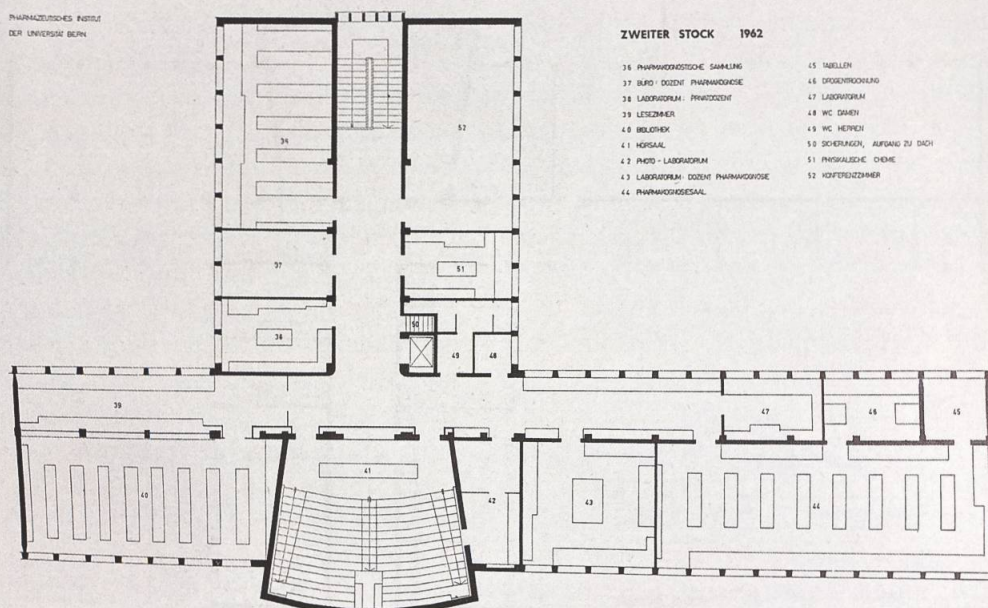 PHARMAZEUTISCHES INSTITUT
DER UNIVERSITÄT BERN
ZWEITER STOCK 1962
36 PHARMAKOGNOSTISCHE SAMMLUNG
37 BÜRO: DOZENT PHARMAKOGNOSIE
38 LABORATORIUM: PRIVATDOZENT
39 LESEZIMMER
40 BIBLIOTHEK
41 HÖRSAAL
42 PHOTO-LABORATORIUM
43 LABORATORIUM: DOZENT PHARMAKOGNOSIE
44 PHARMAKOGNOSIESAAL
45 TABELLEN
46 DROGENTROCKNUNG
47 LABORATORIUM
48 WC DAMEN
49 WC HERREN
50 SICHERUNGEN, AUFGANG ZU DACH
51 PHYSIKALISCHE CHEMIE
52 KONFERENZZIMMER
34
52
37
51
38
50
49
48
39
47
46
45
40
41
42
43
44